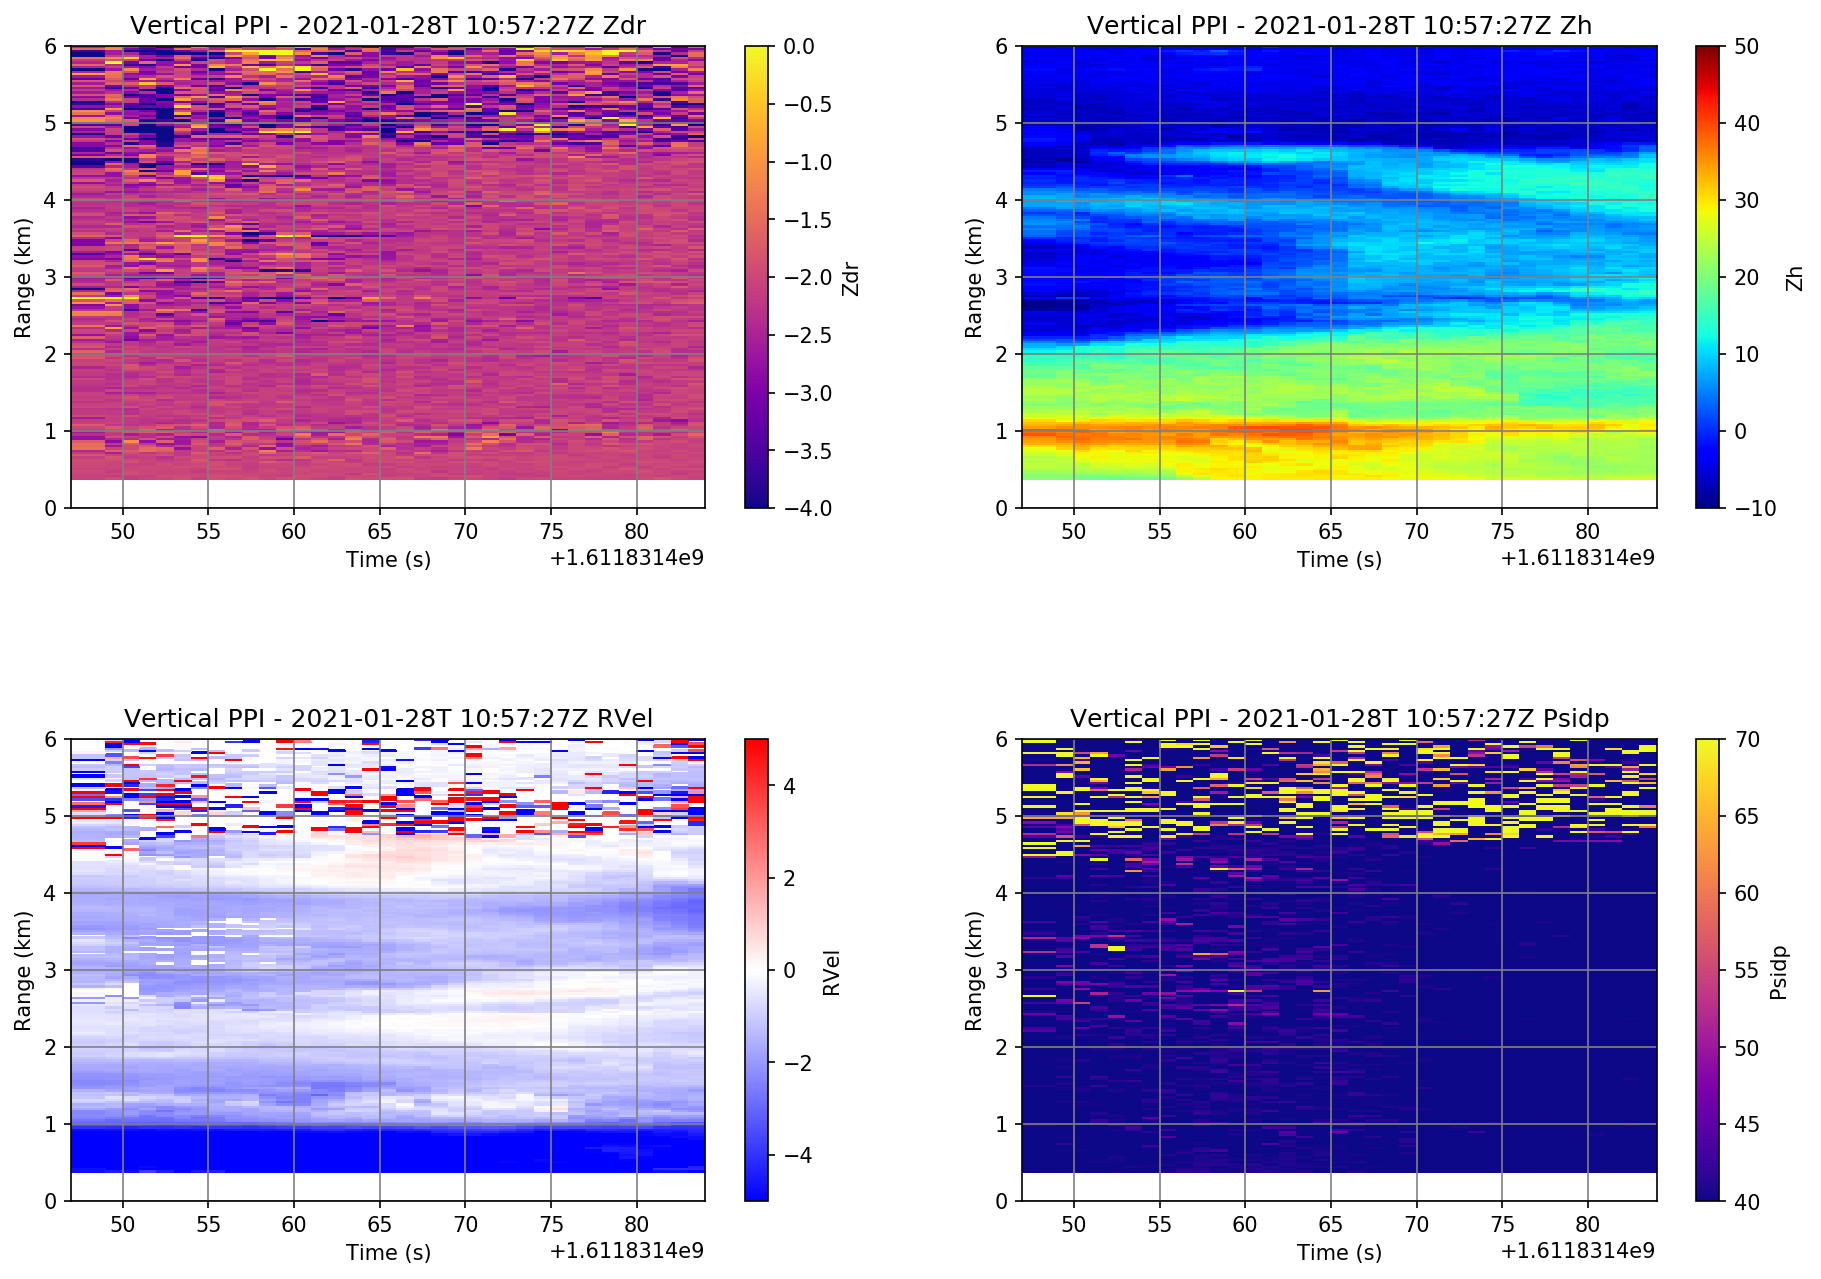 Vertical PPI - 2021-01-28T 10:57:27Z Zdr
6
5
4
3
2
1
0
Range (km)
50 55 60 65 70 75 80
Time (s)
+1.6118314e9
0.0
−0.5
−1.0
−1.5
−2.0
−2.5
−3.0
−3.5
−4.0
Zdr
Vertical PPI - 2021-01-28T 10:57:27Z Zh
6
5
4
3
2
1
0
Range (km)
50 55 60 65 70 75 80
Time (s)
+1.6118314e9
50
40
30
20
10
0
−10
Zh
Vertical PPI - 2021-01-28T 10:57:27Z RVel
6
5
4
3
2
1
0
Range (km)
50 55 60 65 70 75 80
Time (s)
+1.6118314e9
4
2
0
−2
−4
RVel
Vertical PPI - 2021-01-28T 10:57:27Z Psidp
6
5
4
3
2
1
0
Range (km)
50 55 60 65 70 75 80
Time (s)
+1.6118314e9
70
65
60
55
50
45
40
Psidp